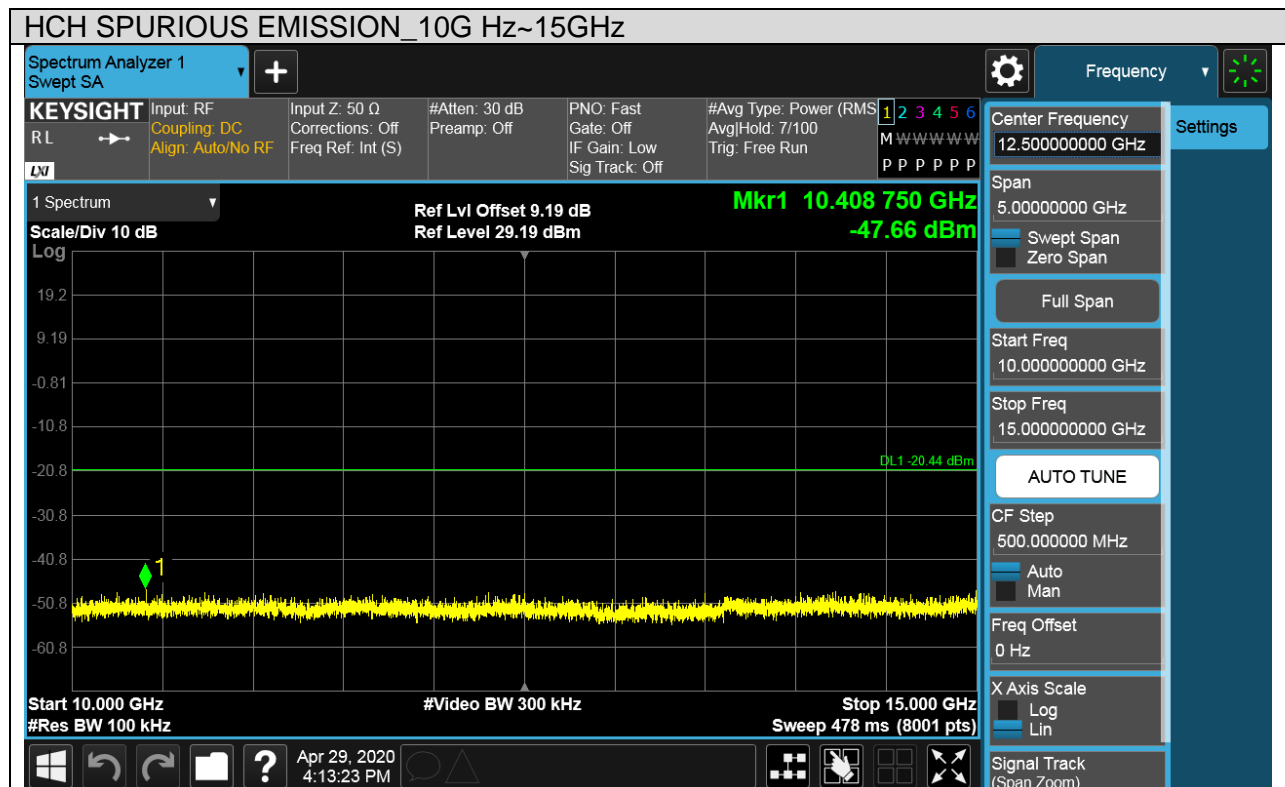 HCH SPURIOUS EMISSION_10G Hz~15GHz
Spectrum Analyzer 1
Swept SA
+
Frequency
KEYSIGHT
RL
LXI
Input: RF
Coupling: DC
Align: Auto/No RF
Input Z: 50 Ω
Corrections: Off
Freq Ref: Int (S)
#Atten: 30 dB
Preamp: Off
PNO: Fast
Gate: Off
IF Gain: Low
Sig Track: Off
#Avg Type: Power (RMS
Avg|Hold: 7/100
Trig: Free Run
1 2 3 4 5 6
M W W W W W
P P P P P P
1 Spectrum
Scale/Div 10 dB
Ref Lvl Offset 9.19 dB
Ref Level 29.19 dBm
Mkr1 10.408 750 GHz
-47.66 dBm
Log
19.2
9.19
-0.81
-10.8
-20.8
-30.8
-40.8
-50.8
-60.8
DL1 -20.44 dBm
1
Start 10.000 GHz
#Res BW 100 kHz
#Video BW 300 kHz
Stop 15.000 GHz
Sweep 478 ms (8001 pts)
?
Apr 29, 2020
4:13:23 PM
Center Frequency
12.500000000 GHz
Settings
Span
5.00000000 GHz
Swept Span
Zero Span
Full Span
Start Freq
10.000000000 GHz
Stop Freq
15.000000000 GHz
AUTO TUNE
CF Step
500.000000 MHz
Auto
Man
Freq Offset
0 Hz
X Axis Scale
Log
Lin
Signal Track
(Span Zoom)